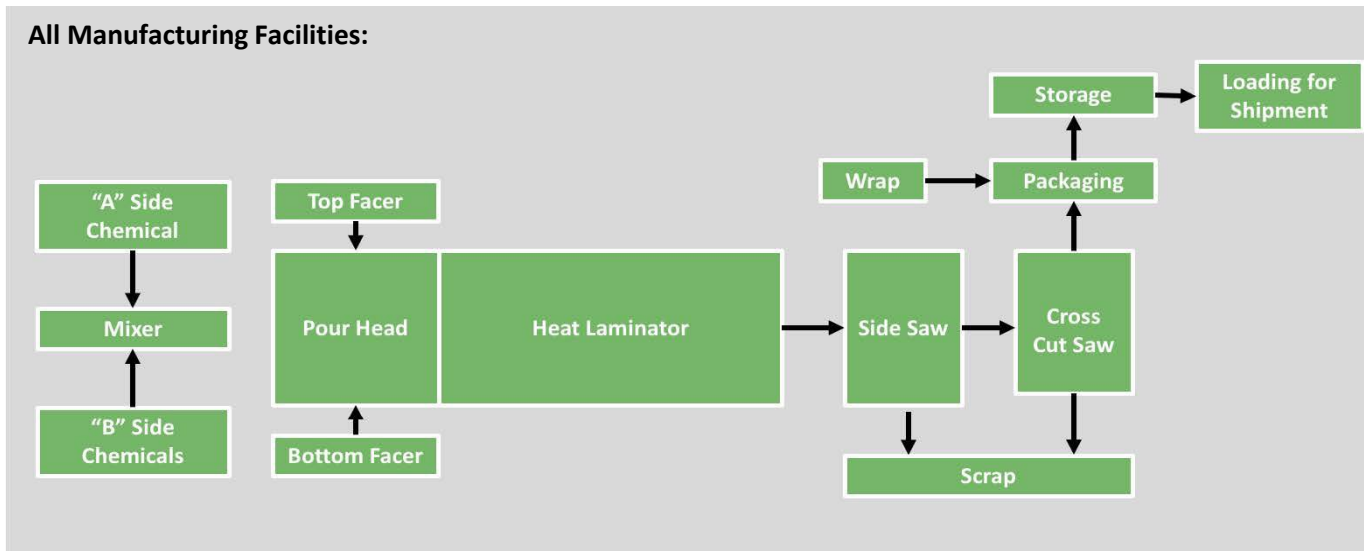 All Manufacturing Facilities:
Storage
Loading for
Shipment
Wrap
Packaging
"A" Side
Chemical
Top Facer
Mixer
Pour Head
Heat Laminator
Side Saw
Cross
Cut Saw
"B" Side
Chemicals
Bottom Facer
Scrap